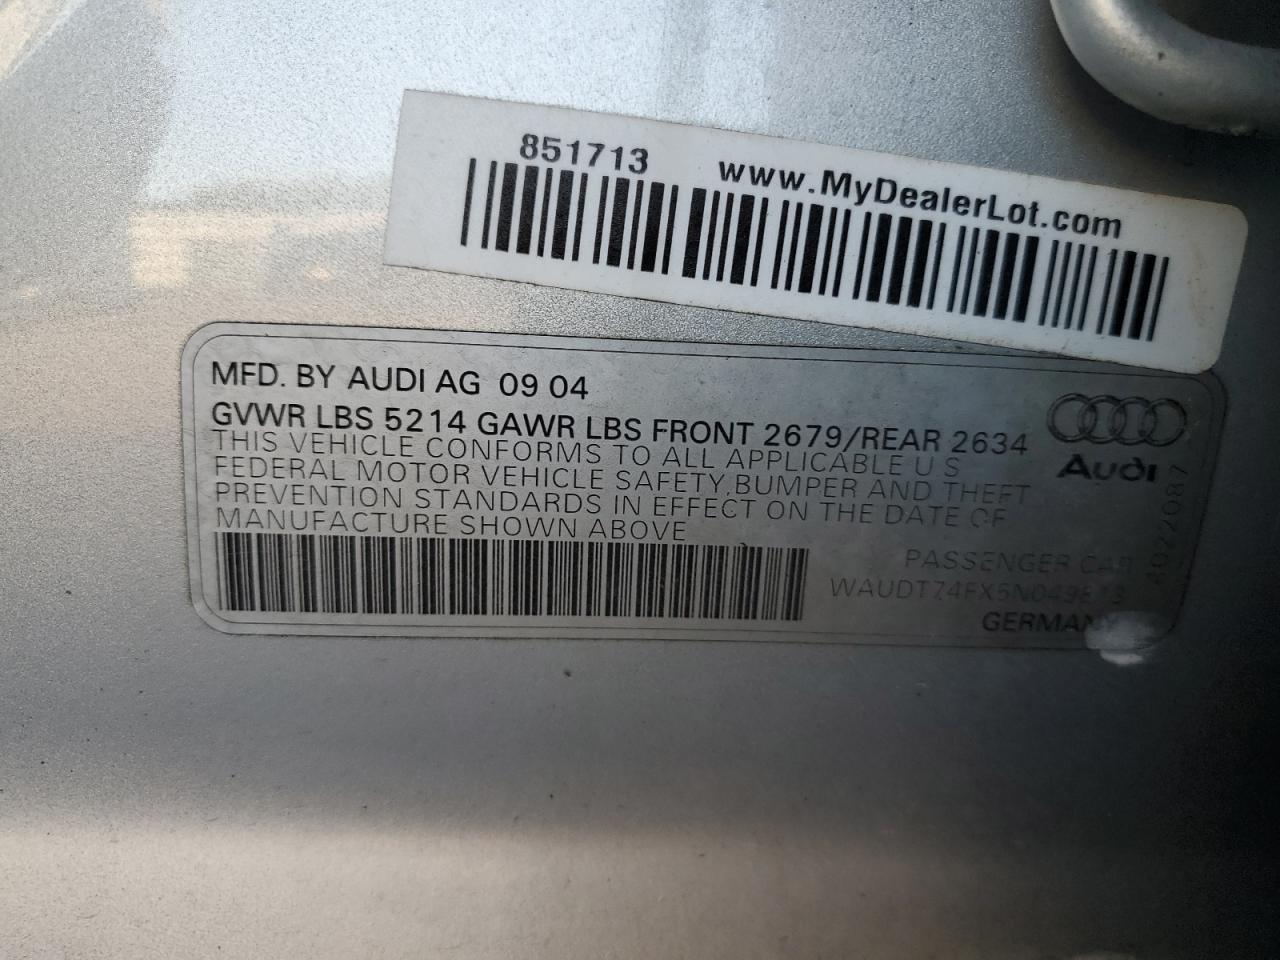 851713 www.MyDealerLot.com
MFD. BY AUDI AG 09 04
GVWR LBS 5214 GAWR LBS FRONT 2679/REAR 2634
THIS VEHICLE CONFORMS TO ALL APPLICABLE U S
FEDERAL MOTOR VEHICLE SAFETY,BUMPER AND THEFT
PREVENTION STANDARDS IN EFFECT ON THE DATE OF
MANUFACTURE SHOWN ABOVE
Audi
4022087
PASSENGER CAR
WAUDT74FX5N049813
GERMANY